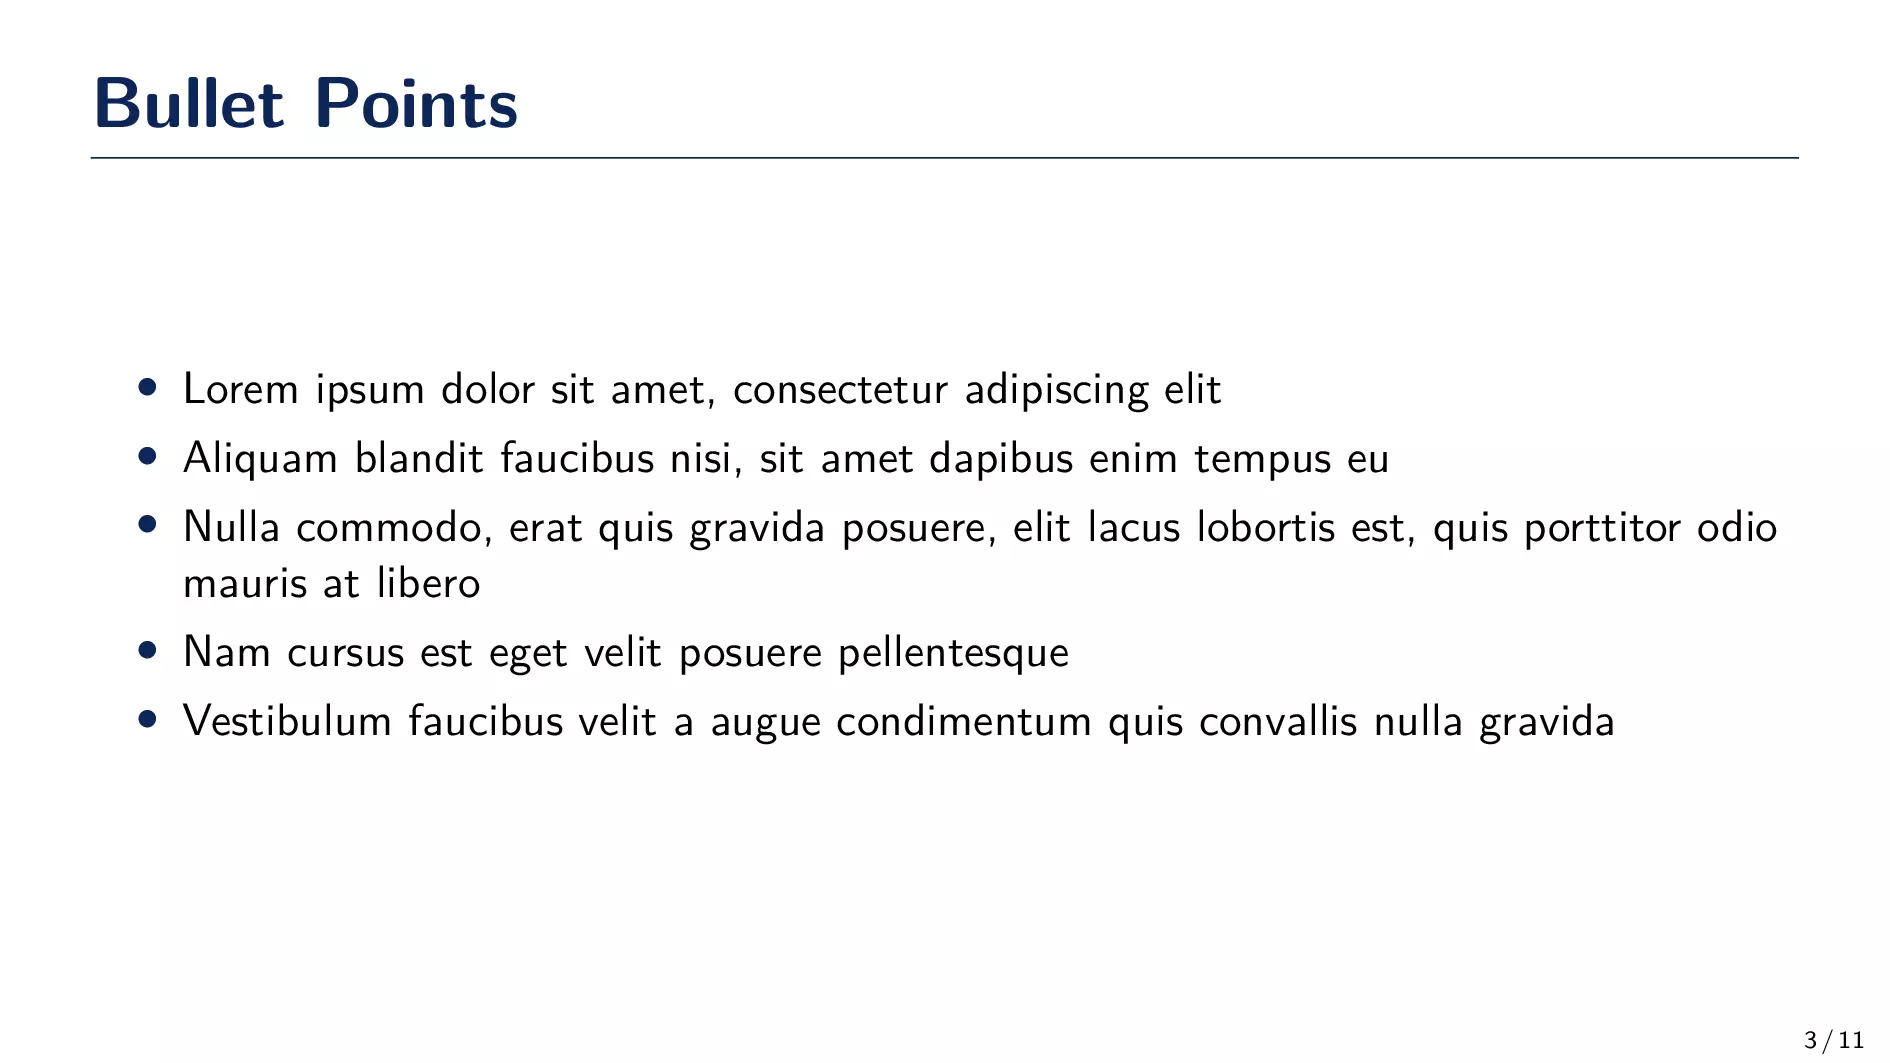 Bullet Points
• Lorem ipsum dolor sit amet, consectetur adipiscing elit
• Aliquam blandit faucibus nisi, sit amet dapibus enim tempus eu
• Nulla commodo, erat quis gravida posuere, elit lacus lobortis est, quis porttitor odio
mauris at libero
• Nam cursus est eget velit posuere pellentesque
• Vestibulum faucibus velit a augue condimentum quis convallis nulla gravida
3 / 11